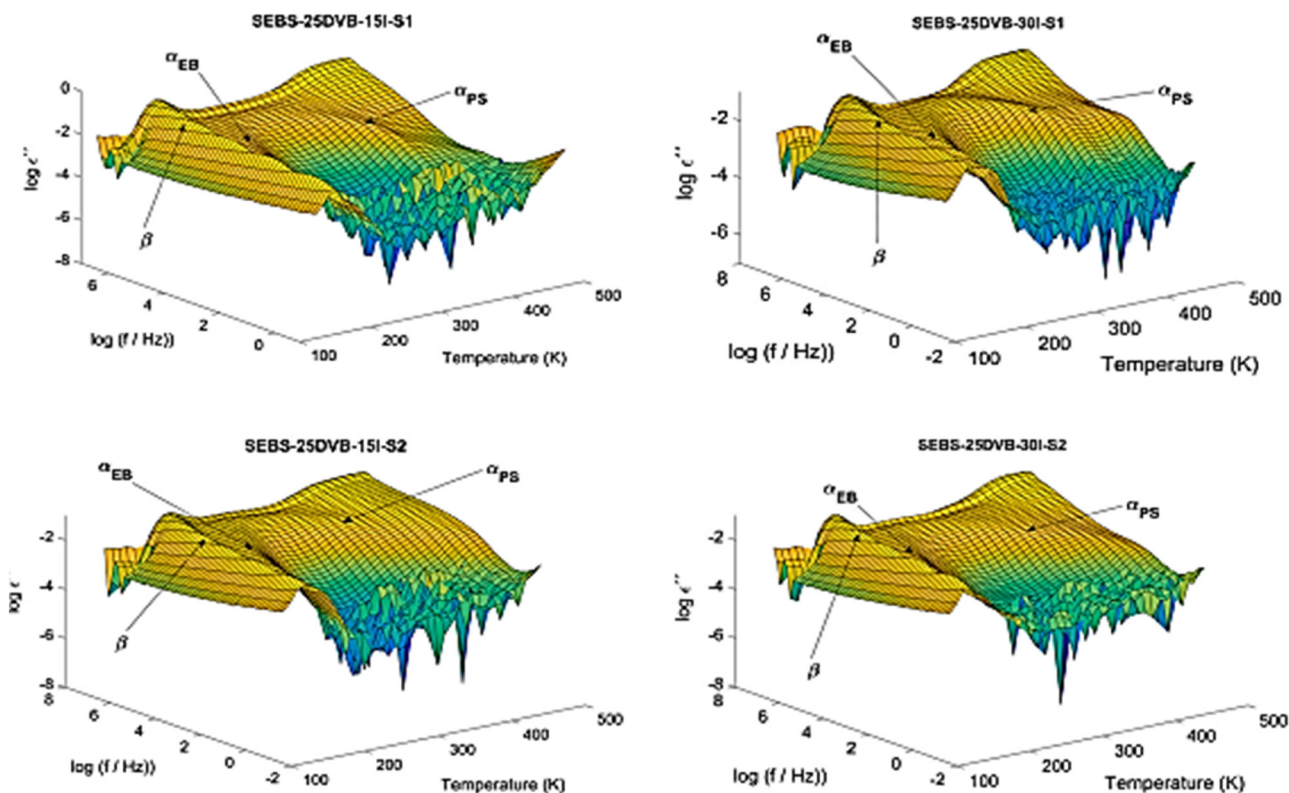 SEBS-25DVB-15I-S1
α_EB
α_PS
β
log ϵ´´
0
-2
-4
-6
-8
6
4
2
0
log (f / Hz))
100
200
300
400
500
Temperature (K)
SEBS-25DVB-30I-S1
α_EB
α_PS
β
log ϵ´´
-2
-4
-6
8
6
4
2
0
-2
log (f / Hz))
100
200
300
400
500
Temperature (K)
SEBS-25DVB-15I-S2
α_EB
α_PS
β
log ϵ
-2
-4
-6
-8
8
6
4
2
0
-2
log (f / Hz))
100
200
300
400
500
Temperature (K)
SEBS-25DVB-30I-S2
α_EB
α_PS
β
log ϵ´´
-2
-4
-6
-8
8
6
4
2
0
-2
log (f / Hz))
100
200
300
400
500
Temperature (K)